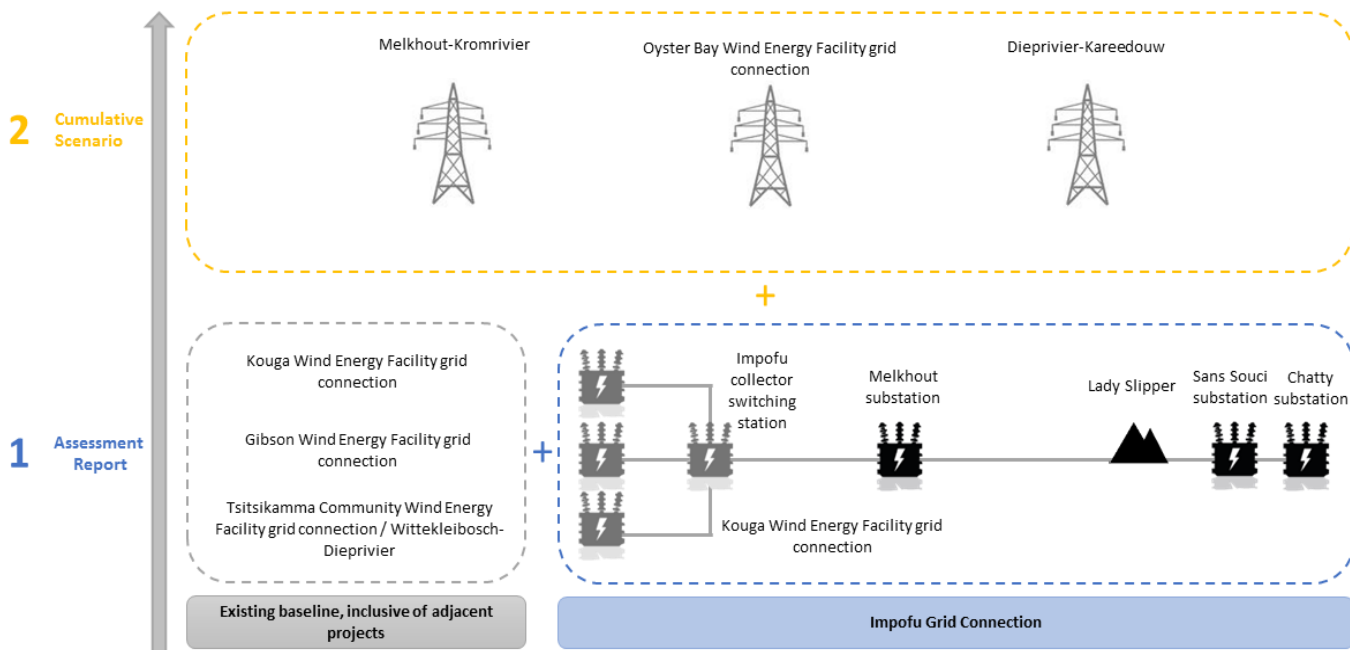 Melkhout-Kromrivier
Oyster Bay Wind Energy Facility grid
connection
Dieprivier-Kareedouw
2
Cumulative
Scenario
+
Kouga Wind Energy Facility grid
connection
Gibson Wind Energy Facility grid
connection
Tsitsikamma Community Wind Energy
Facility grid connection / Wittekleibosch-
Dieprivier
1
Assessment
Report
+
Impofu
collector
switching
station
Melkhout
substation
Lady Slipper
Sans Souci
substation
Chatty
substation
Kouga Wind Energy Facility grid
connection
Existing baseline, inclusive of adjacent
projects
Impofu Grid Connection